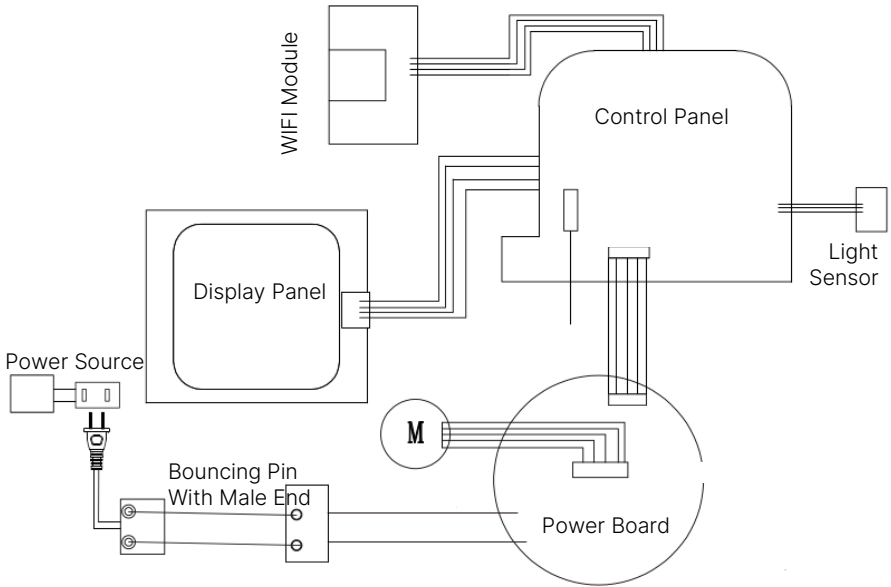 WIFI Module
Control Panel
Light
Sensor
Display Panel
Power Source
M
Bouncing Pin
With Male End
Power Board